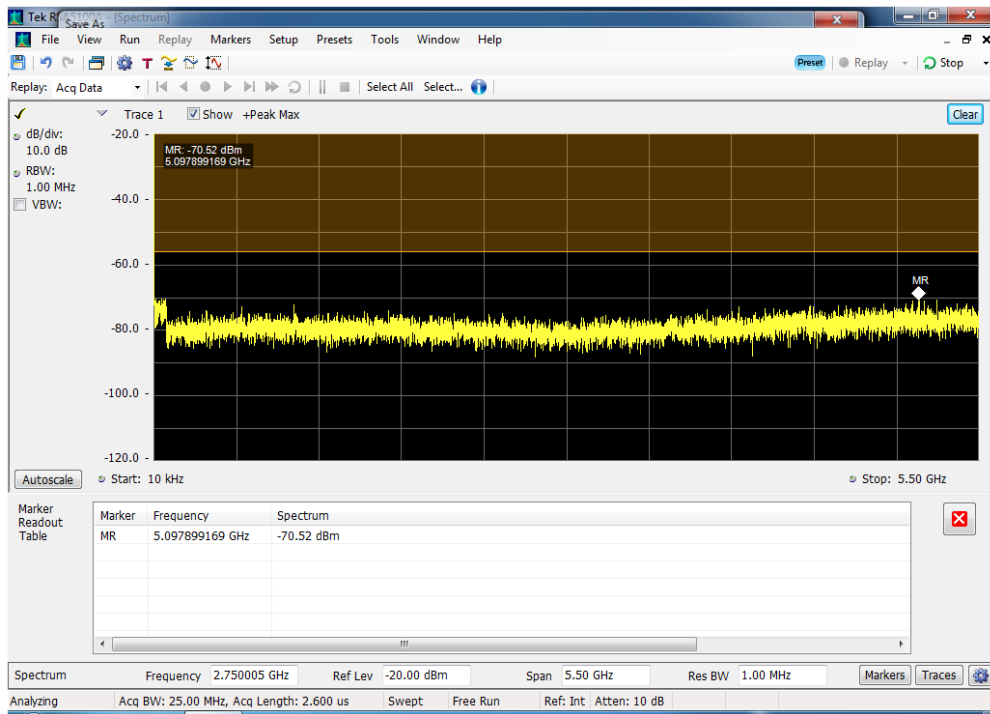 Tek RSA5100A - [Spectrum]
Save As
File View Run Replay Markers Setup Presets Tools Window Help
Preset Replay Stop
Replay: Acq Data Select All Select...
Trace 1 Show +Peak Max Clear
dB/div:
10.0 dB
RBW:
1.00 MHz
VBW:
-20.0
MR: -70.52 dBm
5.097899169 GHz
-40.0
-60.0
MR
-80.0
-100.0
-120.0
Autoscale Start: 10 kHz Stop: 5.50 GHz
Marker
Readout
Table
Marker Frequency Spectrum
MR 5.097899169 GHz -70.52 dBm
Spectrum Frequency 2.750005 GHz Ref Lev -20.00 dBm Span 5.50 GHz Res BW 1.00 MHz Markers Traces
Analyzing Acq BW: 25.00 MHz, Acq Length: 2.600 us Swept Free Run Ref: Int Atten: 10 dB